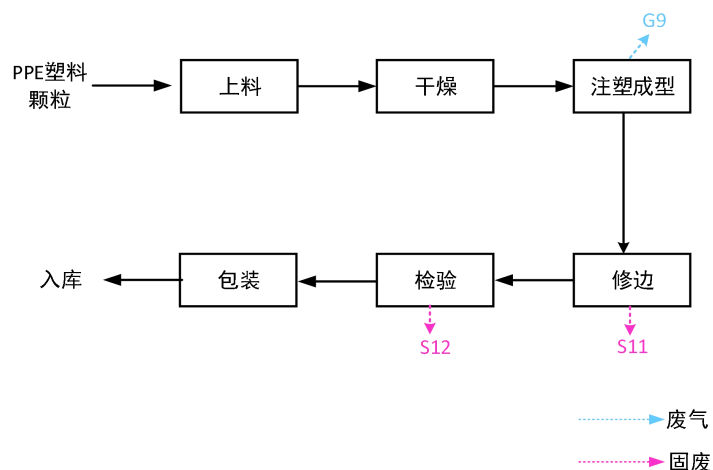 G9
PPE塑料
颗粒
上料
干燥
注塑成型
入库
包装
检验
修边
S12
S11
废气
固废